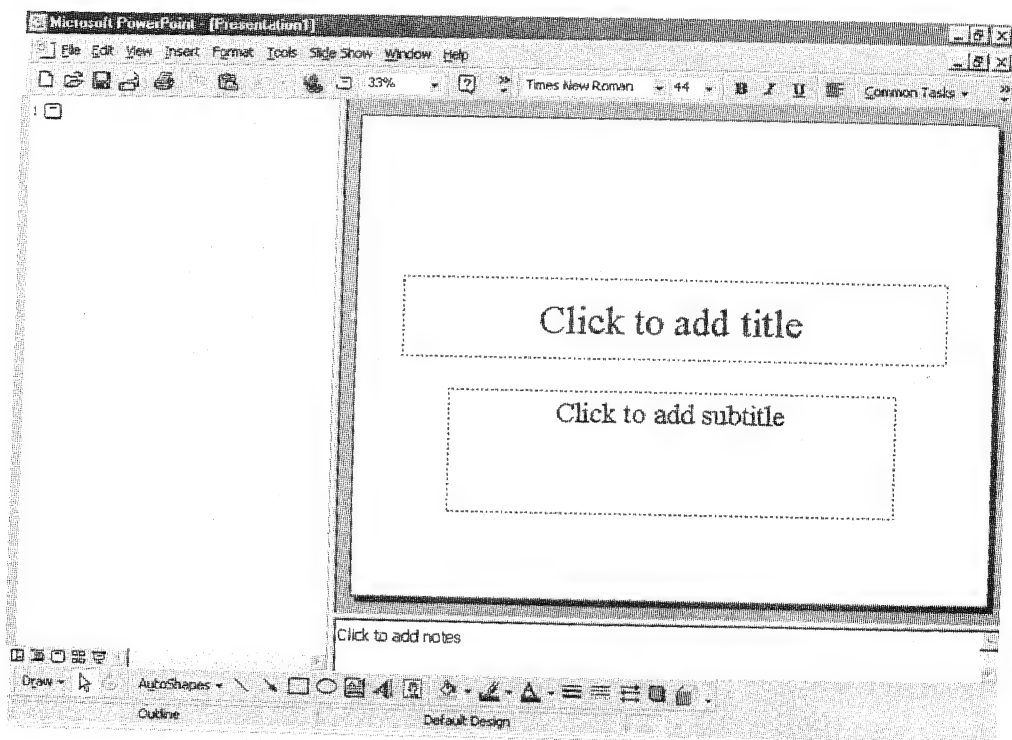 Microsoft PowerPoint - [Presentation1]
File Edit View Insert Format Tools Slide Show Window Help
33% Times New Roman 44 B I U Common Tasks
1
Click to add title
Click to add subtitle
Click to add notes
Draw AutoShapes
Outline Default Design